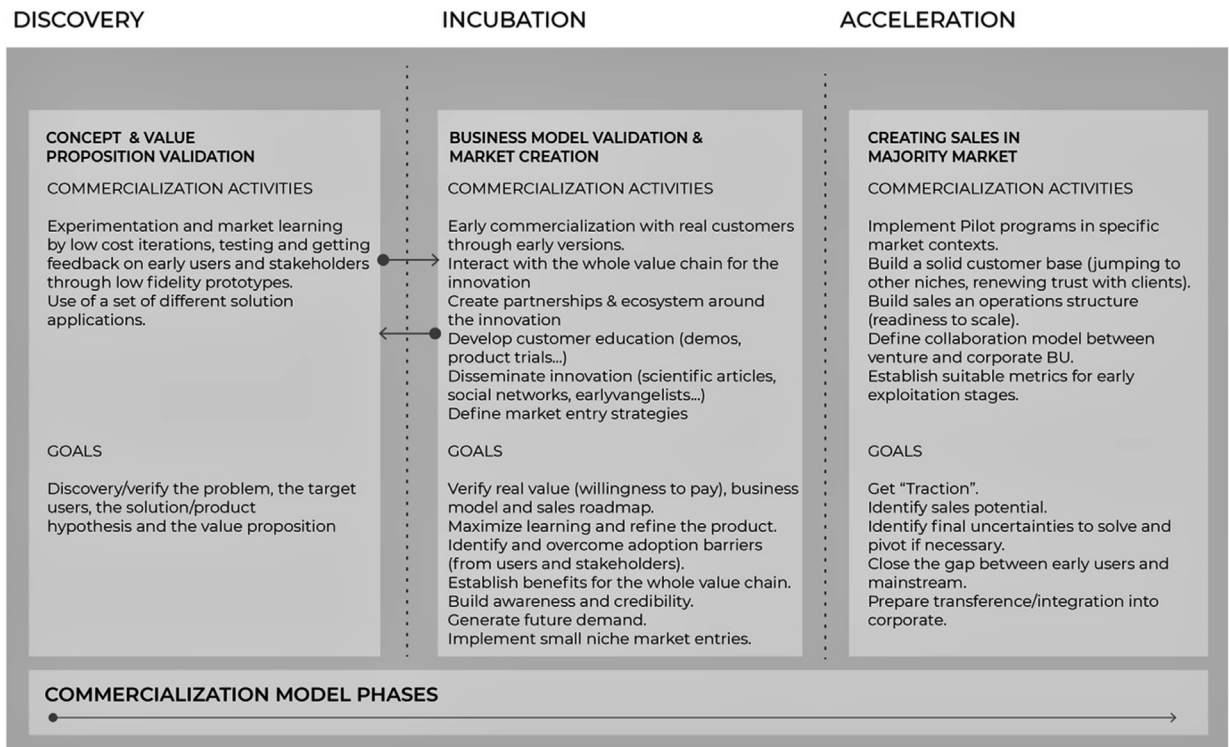 DISCOVERY
INCUBATION
ACCELERATION
CONCEPT & VALUE
PROPOSITION VALIDATION
COMMERCIALIZATION ACTIVITIES
Experimentation and market learning
by low cost iterations, testing and getting
feedback on early users and stakeholders
through low fidelity prototypes.
Use of a set of different solution
applications.
GOALS
Discovery/verify the problem, the target
users, the solution/product
hypothesis and the value proposition
BUSINESS MODEL VALIDATION &
MARKET CREATION
COMMERCIALIZATION ACTIVITIES
Early commercialization with real customers
through early versions.
Interact with the whole value chain for the
innovation
Create partnerships & ecosystem around
the innovation
Develop customer education (demos,
product trials...)
Disseminate innovation (scientific articles,
social networks, earlyvangelists...)
Define market entry strategies
GOALS
Verify real value (willingness to pay), business
model and sales roadmap.
Maximize learning and refine the product.
Identify and overcome adoption barriers
(from users and stakeholders).
Establish benefits for the whole value chain.
Build awareness and credibility.
Generate future demand.
Implement small niche market entries.
CREATING SALES IN
MAJORITY MARKET
COMMERCIALIZATION ACTIVITIES
Implement Pilot programs in specific
market contexts.
Build a solid customer base (jumping to
other niches, renewing trust with clients).
Build sales an operations structure
(readiness to scale).
Define collaboration model between
venture and corporate BU.
Establish suitable metrics for early
exploitation stages.
GOALS
Get “Traction”.
Identify sales potential.
Identify final uncertainties to solve and
pivot if necessary.
Close the gap between early users and
mainstream.
Prepare transference/integration into
corporate.
COMMERCIALIZATION MODEL PHASES